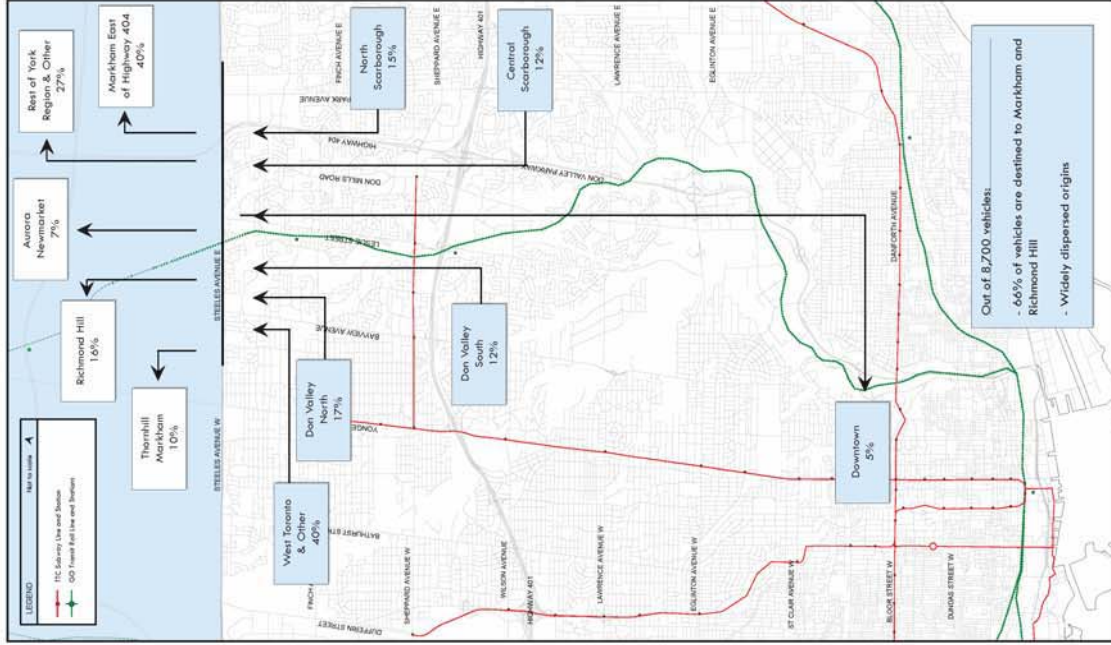 LEGEND
Not to scale
TTC Subway Line and Station
GO Transit Rail Line and Stations
Rest of York
Region & Other
27%
Markham East
of Highway 404
40%
Aurora
Newmarket
7%
Richmond Hill
16%
Thornhill
Markham
10%
STEELES AVENUE W
STEELES AVENUE E
FINCH AVENUE E
North
Scarborough
15%
PARK AVENUE
SHEPPARD AVENUE E
HIGHWAY 404
HIGHWAY 401
DON MILLS ROAD
Central
Scarborough
12%
DON VALLEY PARKWAY
LESLIE STREET
BAYVIEW AVENUE
Don Valley
North
17%
Don Valley
South
12%
YONGE
West Toronto
& Other
40%
BATHURST
DUFFERIN STREET
SHEPPARD AVENUE W
WILSON AVENUE
HIGHWAY 401
LAWRENCE AVENUE W
LAWRENCE AVENUE E
EGLINTON AVENUE W
EGLINTON AVENUE E
ST CLAIR AVENUE W
Downtown
5%
DANFORTH AVENUE
BLOOR STREET W
DUNDAS STREET W
Out of 8,700 vehicles:
- 66% of vehicles are destined to Markham and
Richmond Hill
- Widely dispersed origins